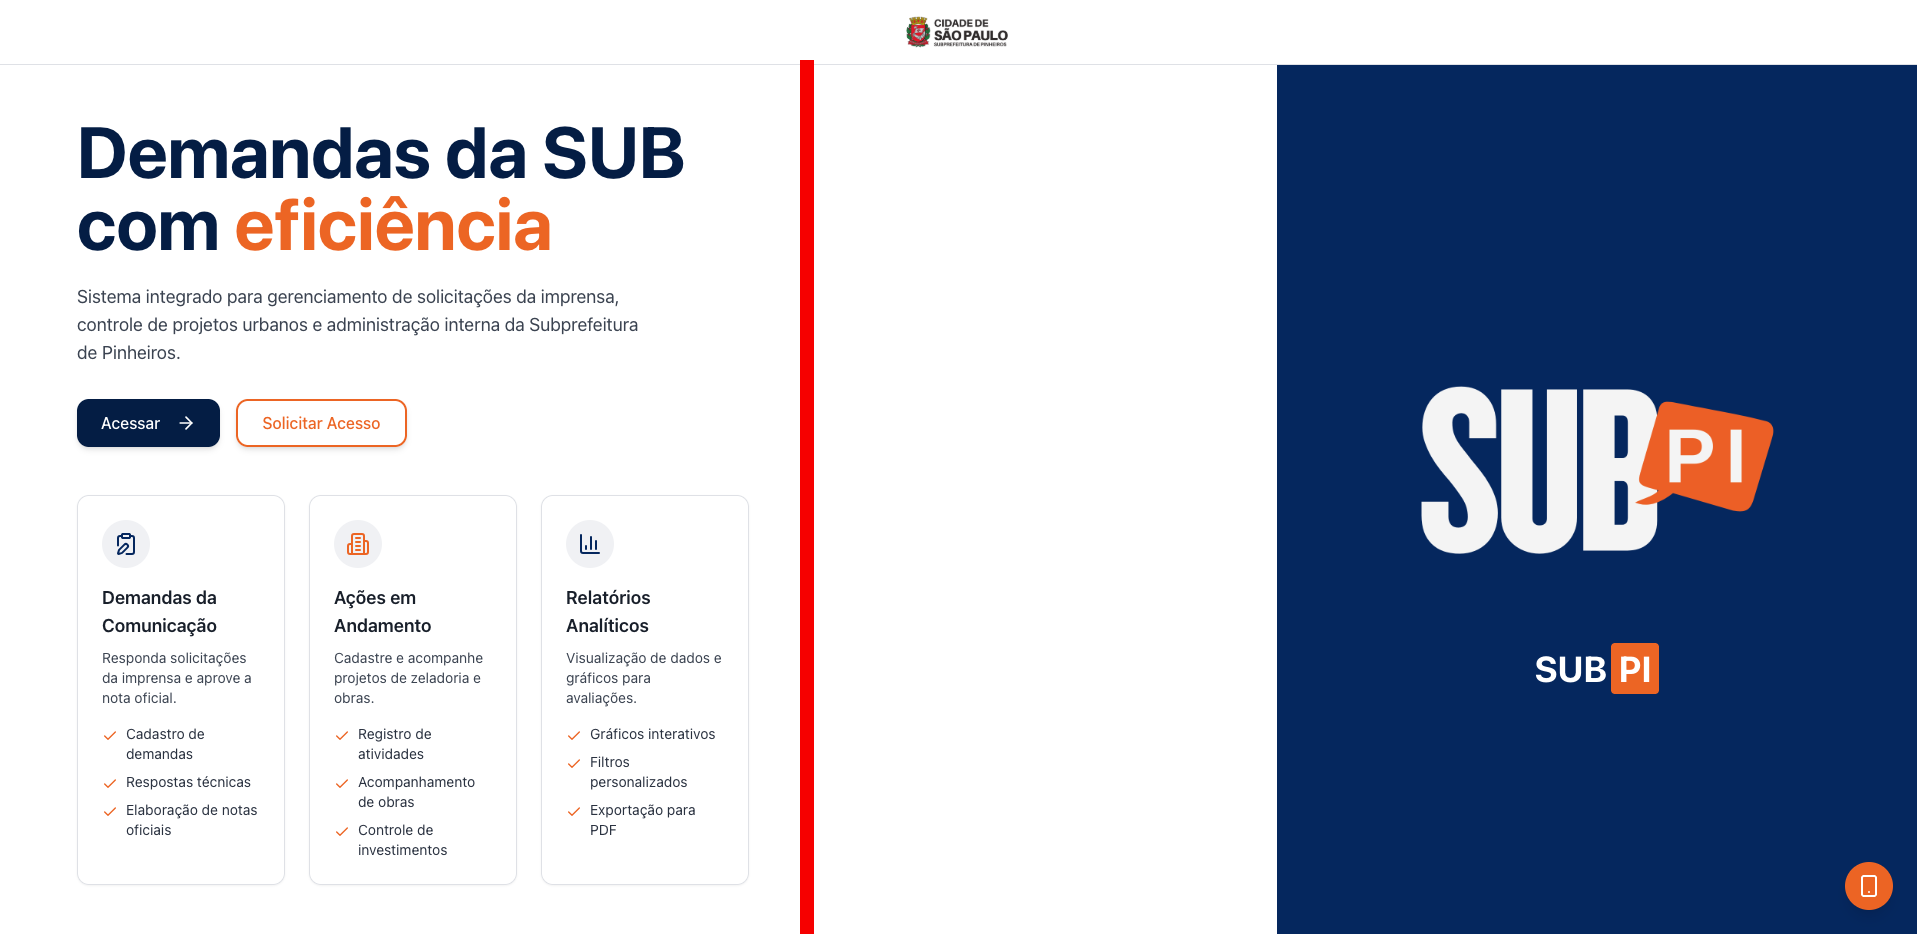 CIDADE DE
SÃO PAULO
SUBPREFEITURA DE PINHEIROS
Demandas da SUB
com eficiência
Sistema integrado para gerenciamento de solicitações da imprensa,
controle de projetos urbanos e administração interna da Subprefeitura
de Pinheiros.
Acessar
Solicitar Acesso
Demandas da
Comunicação
Responda solicitações
da imprensa e aprove a
nota oficial.
Cadastro de
demandas
Respostas técnicas
Elaboração de notas
oficiais
Ações em
Andamento
Cadastre e acompanhe
projetos de zeladoria e
obras.
Registro de
atividades
Acompanhamento
de obras
Controle de
investimentos
Relatórios
Analíticos
Visualização de dados e
gráficos para
avaliações.
Gráficos interativos
Filtros
personalizados
Exportação para
PDF
SUB PI
SUB PI